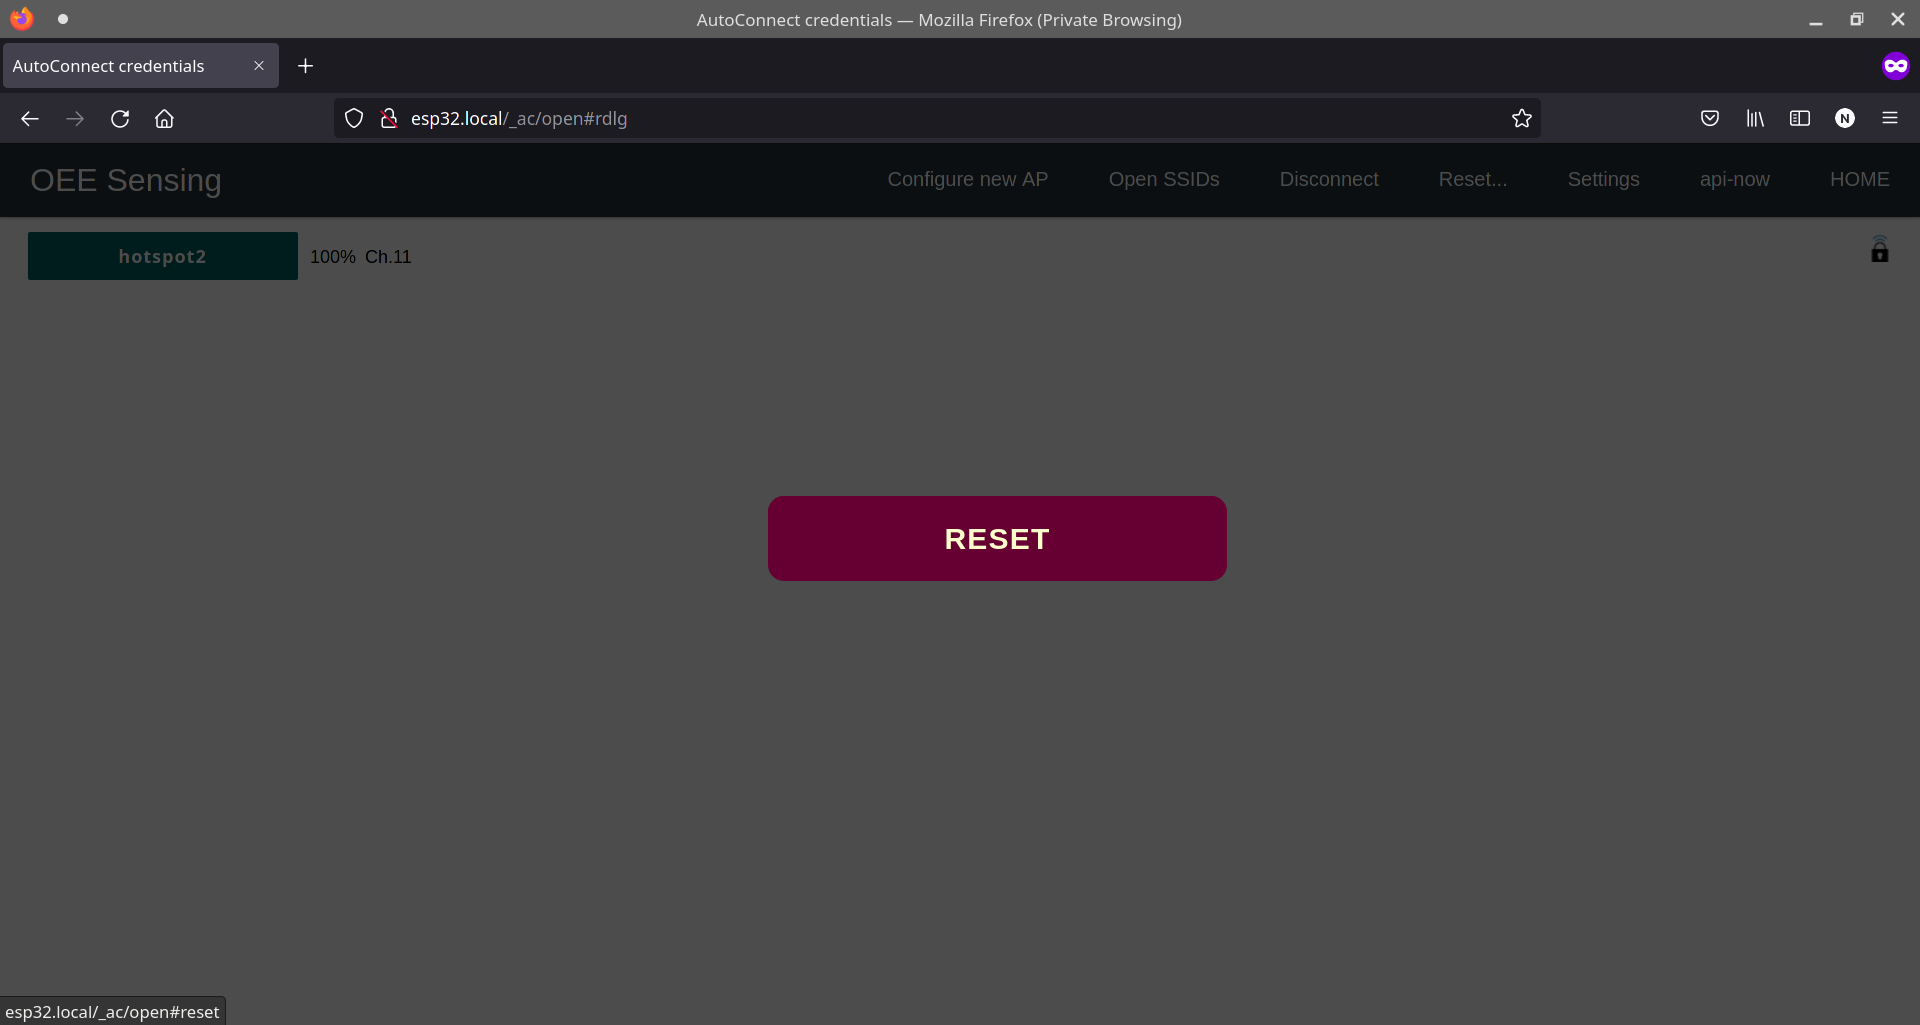 AutoConnect credentials — Mozilla Firefox (Private Browsing)
AutoConnect credentials
esp32.local/_ac/open#rdlg
N
OEE Sensing
Configure new AP
Open SSIDs
Disconnect
Reset...
Settings
api-now
HOME
hotspot2
100% Ch.11
RESET
esp32.local/_ac/open#reset